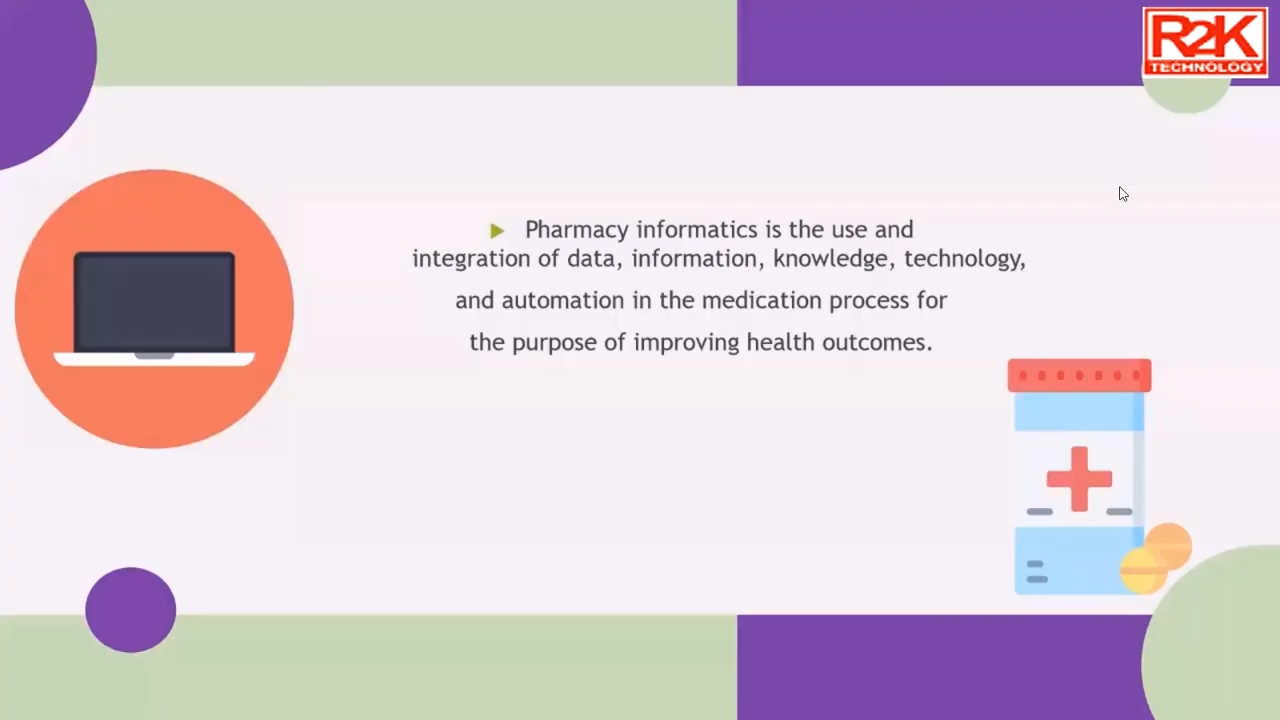 R2K
TECHNOLOGY
Pharmacy informatics is the use and
integration of data, information, knowledge, technology,
and automation in the medication process for
the purpose of improving health outcomes.